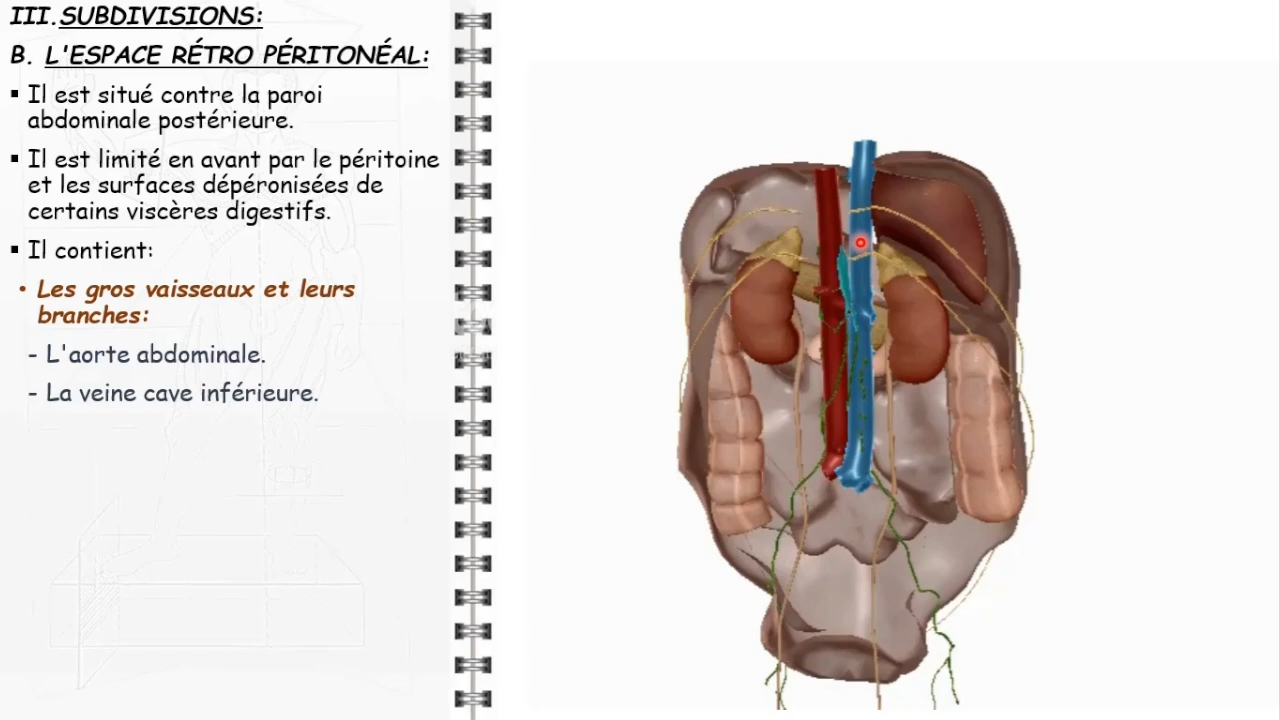 III. SUBDIVISIONS:
B. L'ESPACE RÉTRO PÉRITONÉAL:
▪ Il est situé contre la paroi
abdominale postérieure.
▪ Il est limité en avant par le péritoine
et les surfaces dépéronisées de
certains viscères digestifs.
▪ Il contient:
• Les gros vaisseaux et leurs
branches:
- L'aorte abdominale.
- La veine cave inférieure.